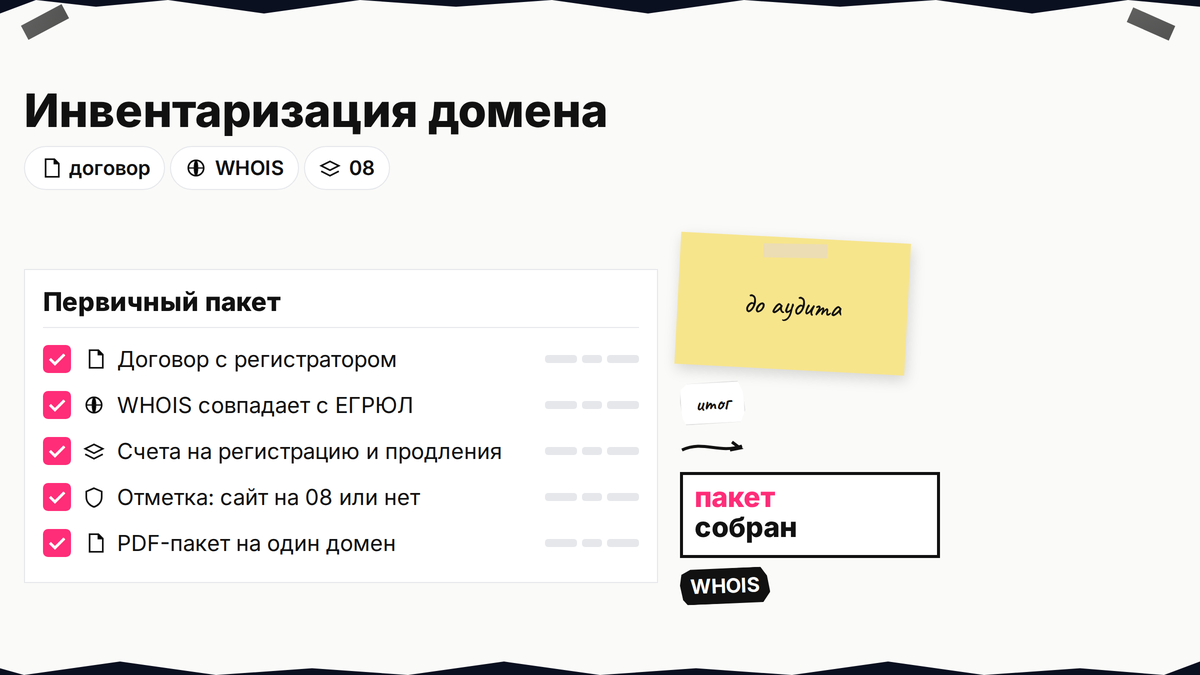 Инвентаризация домена
договор WHOIS 08
Первичный пакет
Договор с регистратором
WHOIS совпадает с ЕГРЮЛ
Счета на регистрацию и продления
Отметка: сайт на 08 или нет
PDF-пакет на один домен
до аудита
итог
пакет
собран
WHOIS